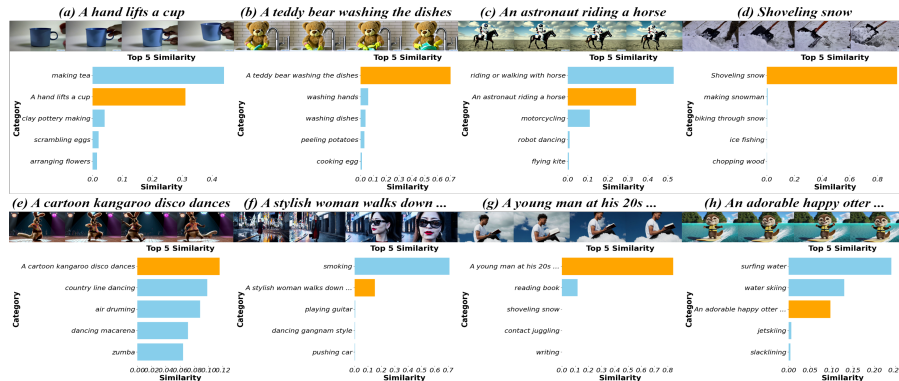 (a) A hand lifts a cup
Top 5 Similarity
Category
making tea
A hand lifts a cup
clay pottery making
scrambling eggs
arranging flowers
0.0 0.2 0.4
Similarity
(b) A teddy bear washing the dishes
Top 5 Similarity
Category
A teddy bear washing the dishes
washing hands
washing dishes
peeling potatoes
cooking egg
0.0 0.1 0.2 0.3 0.4 0.5 0.6 0.7
Similarity
(c) An astronaut riding a horse
Top 5 Similarity
Category
riding or walking with horse
An astronaut riding a horse
motorcycling
robot dancing
flying kite
0.0 0.1 0.2 0.3 0.4 0.5
Similarity
(d) Shoveling snow
Top 5 Similarity
Category
Shoveling snow
making snowman
biking through snow
ice fishing
chopping wood
0.0 0.2 0.4 0.6 0.8
Similarity
(e) A cartoon kangaroo disco dances
Top 5 Similarity
Category
A cartoon kangaroo disco dances
country line dancing
air drumming
dancing macarena
zumba
0.00 0.02 0.04 0.06 0.08 0.10 0.12
Similarity
(f) A stylish woman walks down ...
Top 5 Similarity
Category
smoking
A stylish woman walks down ...
playing guitar
dancing gangnam style
pushing car
0.0 0.1 0.2 0.3 0.4 0.5 0.6 0.7
Similarity
(g) A young man at his 20s ...
Top 5 Similarity
Category
A young man at his 20s ...
reading book
shoveling snow
contact juggling
writing
0.0 0.1 0.2 0.3 0.4 0.5 0.6 0.7 0.8
Similarity
(h) An adorable happy otter ...
Top 5 Similarity
Category
surfing water
water skiing
An adorable happy otter ...
jetskiing
slacklining
0.00 0.05 0.10 0.15 0.20
Similarity